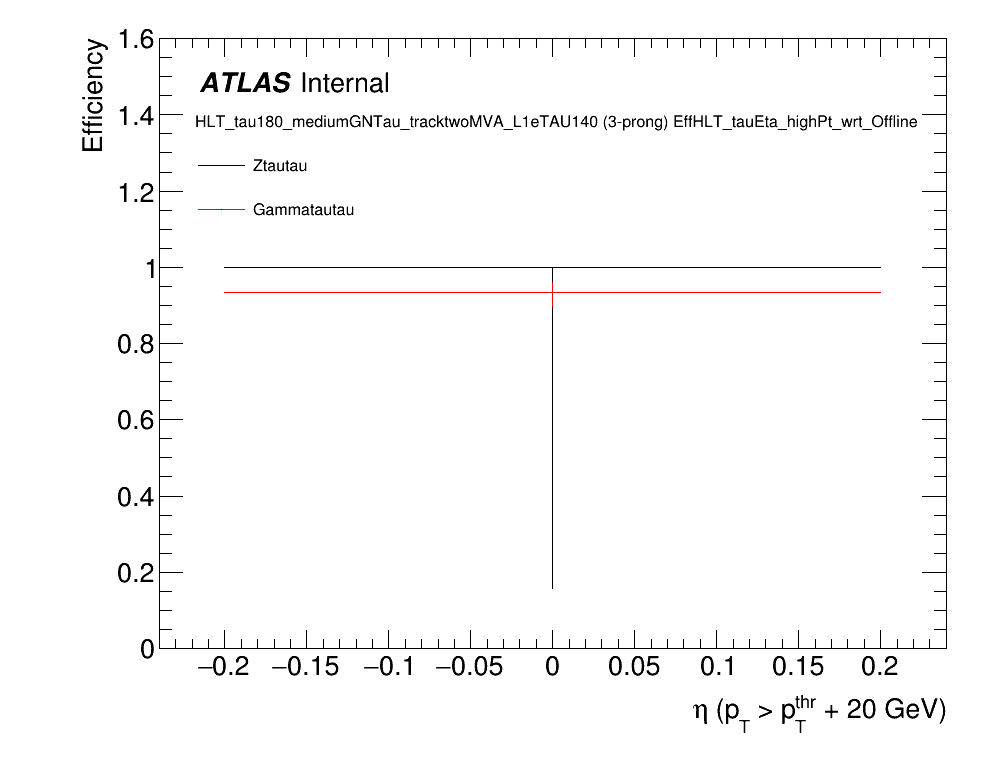 Efficiency
1.6
1.4
1.2
1
0.8
0.6
0.4
0.2
0
ATLAS Internal
HLT_tau180_mediumGNTau_tracktwoMVA_L1eTAU140 (3-prong) EffHLT_tauEta_highPt_wrt_Offline
Ztautau
Gammatautau
−0.2 −0.15 −0.1 −0.05 0 0.05 0.1 0.15 0.2
η (p_T > p_T^thr + 20 GeV)